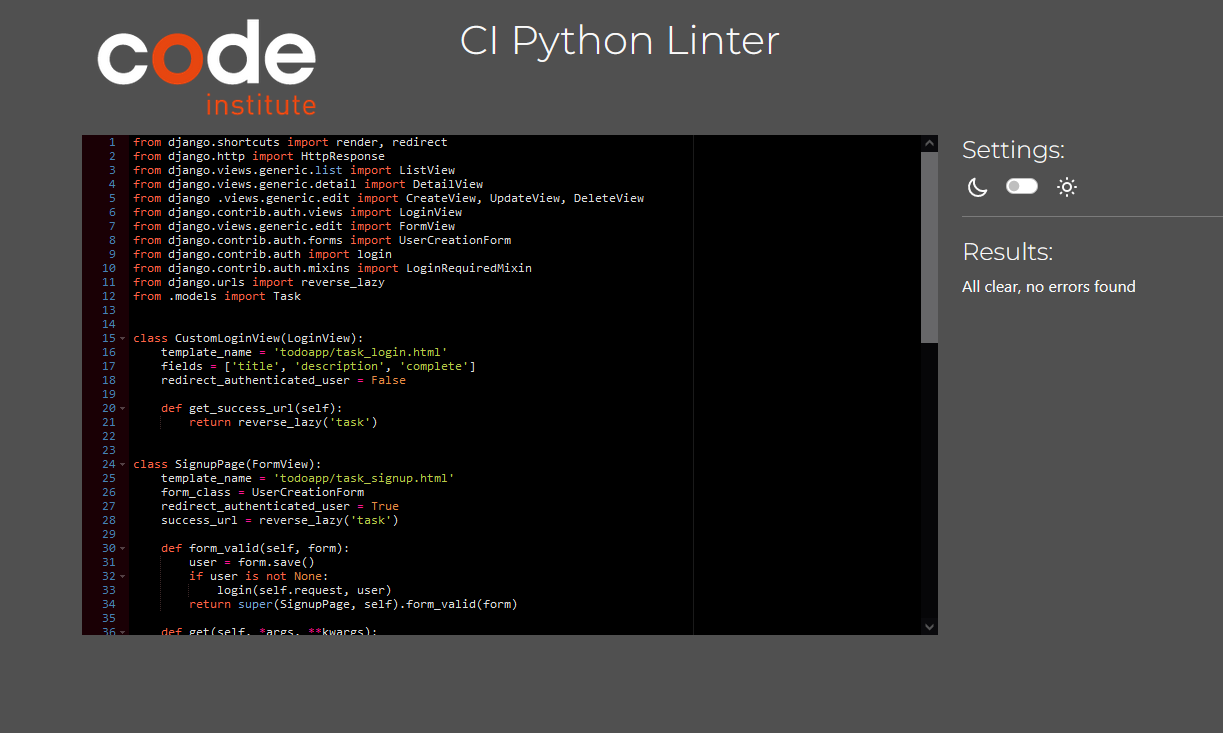 code
institute
CI Python Linter
1 from django.shortcuts import render, redirect
2 from django.http import HttpResponse
3 from django.views.generic.list import ListView
4 from django.views.generic.detail import DetailView
5 from django .views.generic.edit import CreateView, UpdateView, DeleteView
6 from django.contrib.auth.views import LoginView
7 from django.views.generic.edit import FormView
8 from django.contrib.auth.forms import UserCreationForm
9 from django.contrib.auth import login
10 from django.contrib.auth.mixins import LoginRequiredMixin
11 from django.urls import reverse_lazy
12 from .models import Task
13
14
15 class CustomLoginView(LoginView):
16     template_name = 'todoapp/task_login.html'
17     fields = ['title', 'description', 'complete']
18     redirect_authenticated_user = False
19
20     def get_success_url(self):
21         return reverse_lazy('task')
22
23
24 class SignupPage(FormView):
25     template_name = 'todoapp/task_signup.html'
26     form_class = UserCreationForm
27     redirect_authenticated_user = True
28     success_url = reverse_lazy('task')
29
30     def form_valid(self, form):
31         user = form.save()
32         if user is not None:
33             login(self.request, user)
34         return super(SignupPage, self).form_valid(form)
35
36     def get(self, *args, **kwargs):
Settings:
Results:
All clear, no errors found